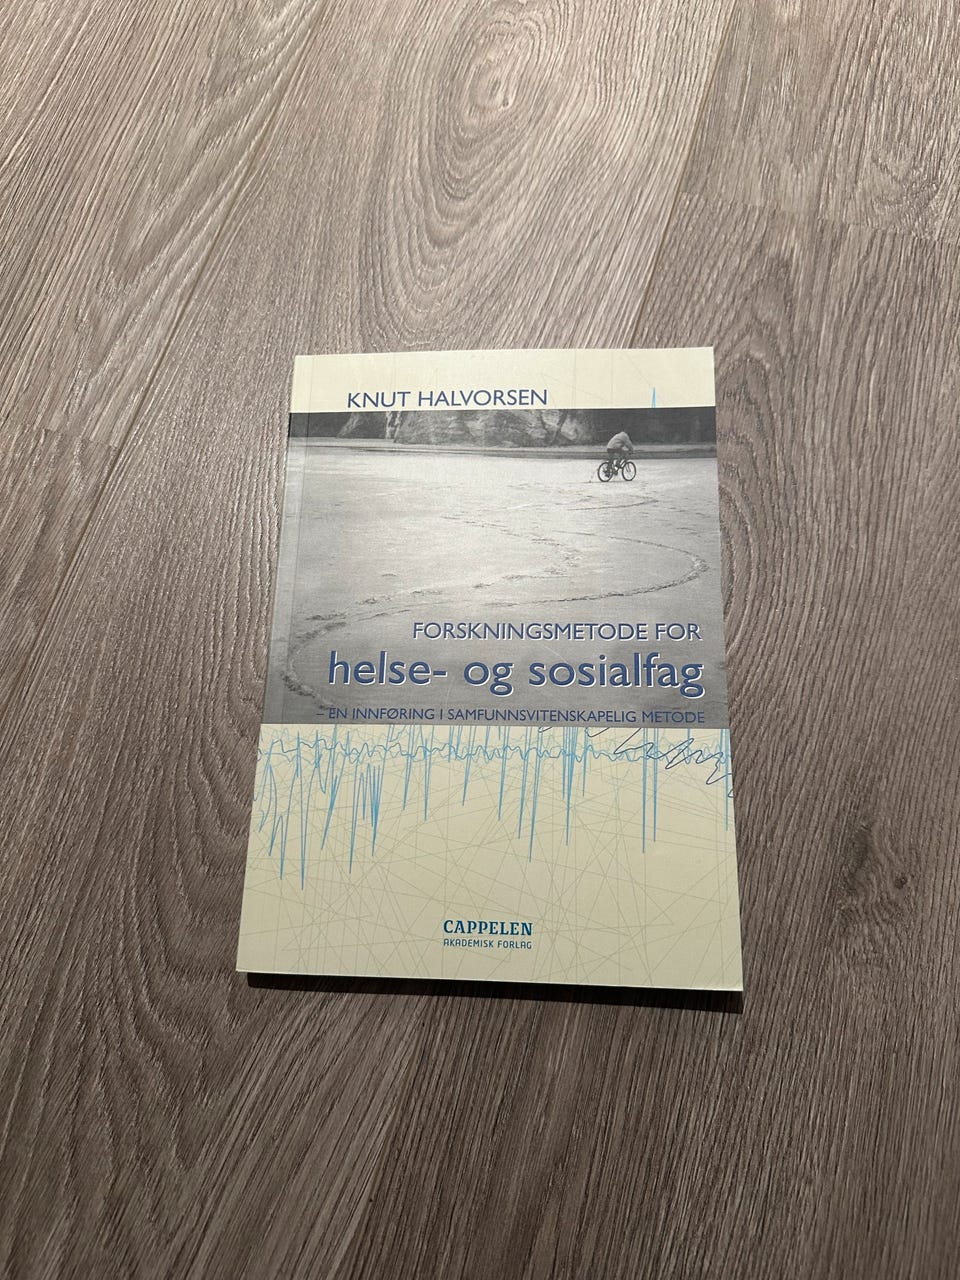 KNUT HALVORSEN
FORSKNINGSMETODE FOR
helse- og sosialfag
– EN INNFØRING I SAMFUNNSVITENSKAPELIG METODE
CAPPELEN
AKADEMISK FORLAG